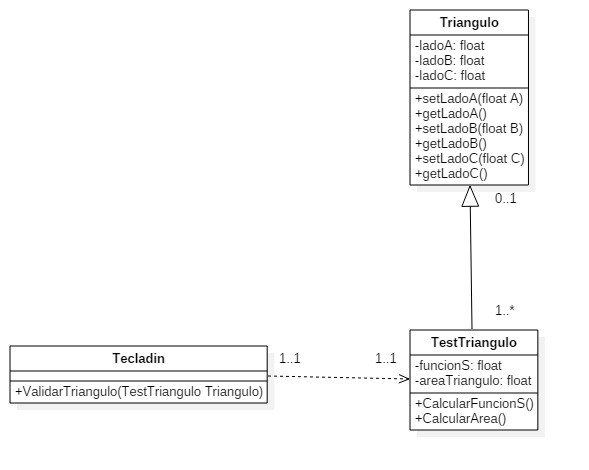 Triangulo
-ladoA: float
-ladoB: float
-ladoC: float
+setLadoA(float A)
+getLadoA()
+setLadoB(float B)
+getLadoB()
+setLadoC(float C)
+getLadoC()
0..1
1..*
TestTriangulo
-funcionS: float
-areaTriangulo: float
+CalcularFuncionS()
+CalcularArea()
Tecladin
+ValidarTriangulo(TestTriangulo Triangulo)
1..1
1..1